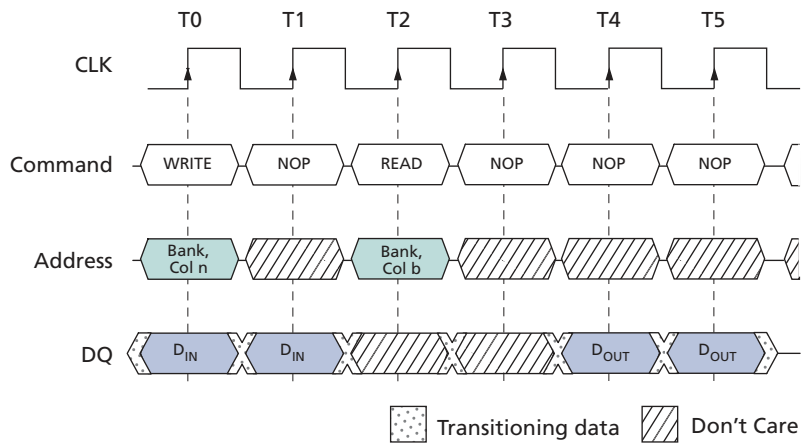 T0 T1 T2 T3 T4 T5
CLK
Command WRITE NOP READ NOP NOP NOP
Address Bank, Col n Bank, Col b
DQ DIN DIN DOUT DOUT
Transitioning data Don't Care